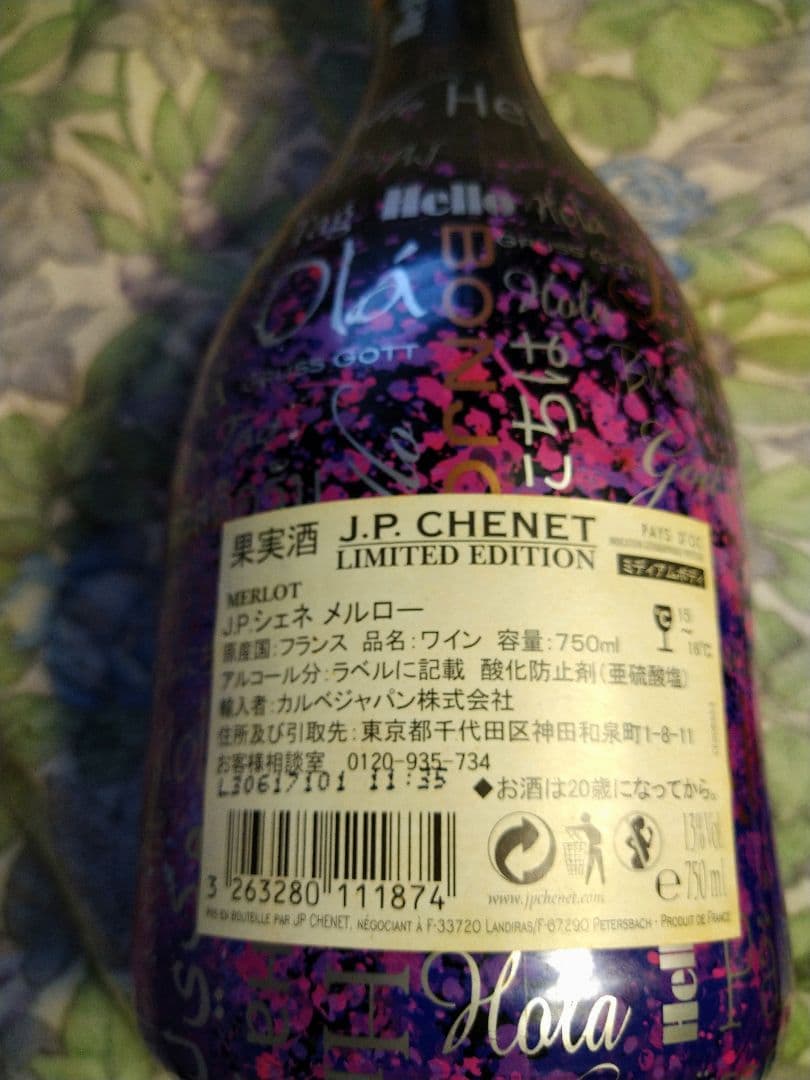 Hello
Hola
GRUSS GOTT
Olá
BONJO
Hola
GRUSS GOTT
こちは
果実酒 J.P. CHENET
LIMITED EDITION
PAYS D'OC
ミディアムボディ
MERLOT
J.P.シェネ メルロー
原産国:フランス 品名:ワイン 容量:750ml
15
~
18℃
アルコール分:ラベルに記載 酸化防止剤(亜硫酸塩)
輸入者:カルベジャパン株式会社
住所及び引取先:東京都千代田区神田和泉町1-8-11
お客様相談室 0120-935-734
L30617101 11:35
◆お酒は20歳になってから。
3 263280 111874
www.jpchenet.com
13%Vol
e 750 ml
MIS EN BOUTEILLE PAR JP CHENET, NÉGOCIANT À F-33720 LANDIRAS/F-67290 PETERSBACH - PRODUIT DE FRANCE
Hola
Hell